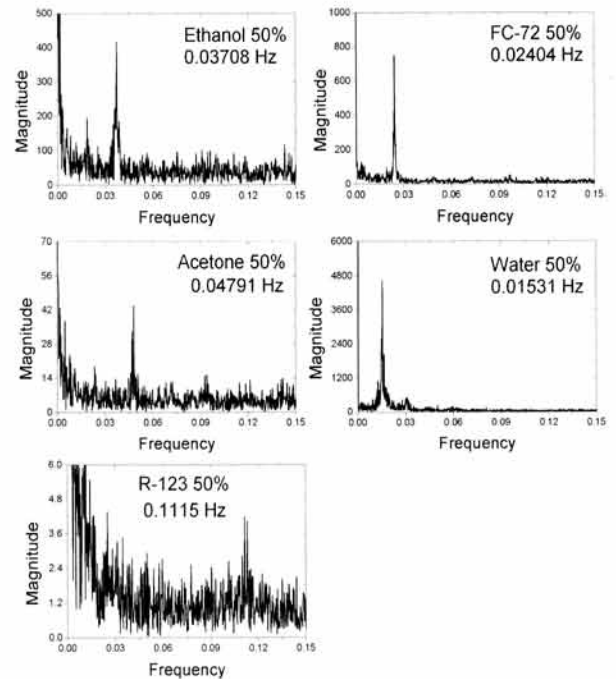 Ethanol 50%
0.03708 Hz
Magnitude
500
400
300
200
100
0
0.00 0.03 0.06 0.09 0.12 0.15
Frequency
FC-72 50%
0.02404 Hz
Magnitude
1000
800
600
400
200
0
0.00 0.03 0.06 0.09 0.12 0.15
Frequency
Acetone 50%
0.04791 Hz
Magnitude
70
56
42
28
14
0
0.00 0.03 0.06 0.09 0.12 0.15
Frequency
Water 50%
0.01531 Hz
Magnitude
6000
4800
3600
2400
1200
0
0.00 0.03 0.06 0.09 0.12 0.15
Frequency
R-123 50%
0.1115 Hz
Magnitude
6.0
4.8
3.6
2.4
1.2
0.0
0.00 0.03 0.06 0.09 0.12 0.15
Frequency